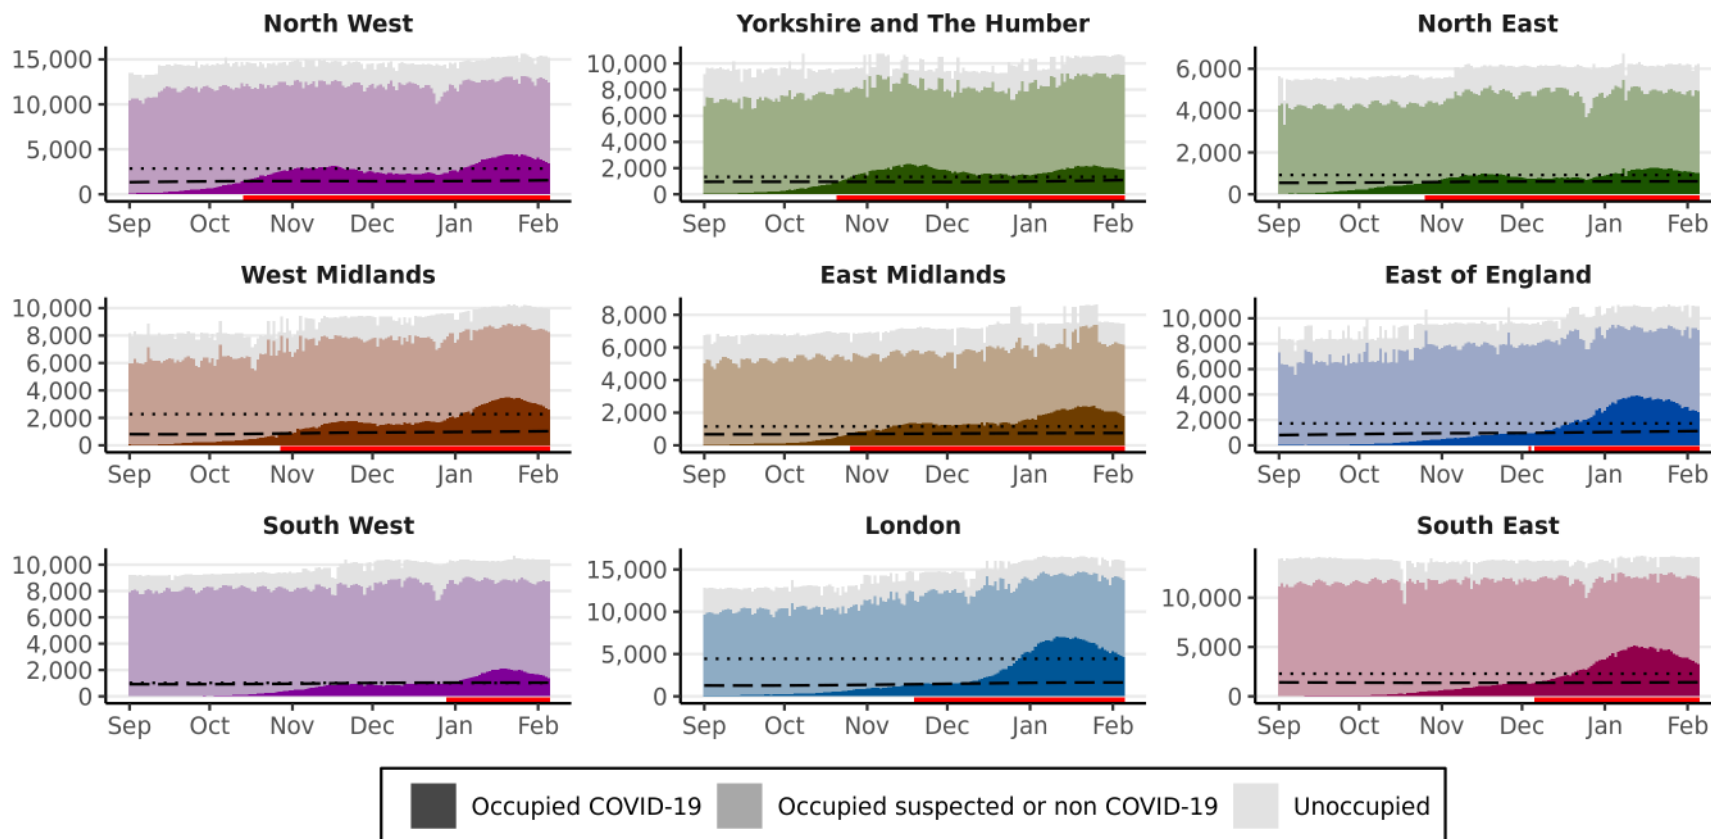 North West Yorkshire and The Humber North East
15,000 10,000 5,000 0
10,000 8,000 6,000 4,000 2,000 0
6,000 4,000 2,000 0
Sep Oct Nov Dec Jan Feb Sep Oct Nov Dec Jan Feb Sep Oct Nov Dec Jan Feb
West Midlands East Midlands East of England
10,000 8,000 6,000 4,000 2,000 0
8,000 6,000 4,000 2,000 0
10,000 8,000 6,000 4,000 2,000 0
Sep Oct Nov Dec Jan Feb Sep Oct Nov Dec Jan Feb Sep Oct Nov Dec Jan Feb
South West London South East
10,000 8,000 6,000 4,000 2,000 0
15,000 10,000 5,000 0
10,000 5,000 0
Sep Oct Nov Dec Jan Feb Sep Oct Nov Dec Jan Feb Sep Oct Nov Dec Jan Feb
Occupied COVID-19 Occupied suspected or non COVID-19 Unoccupied